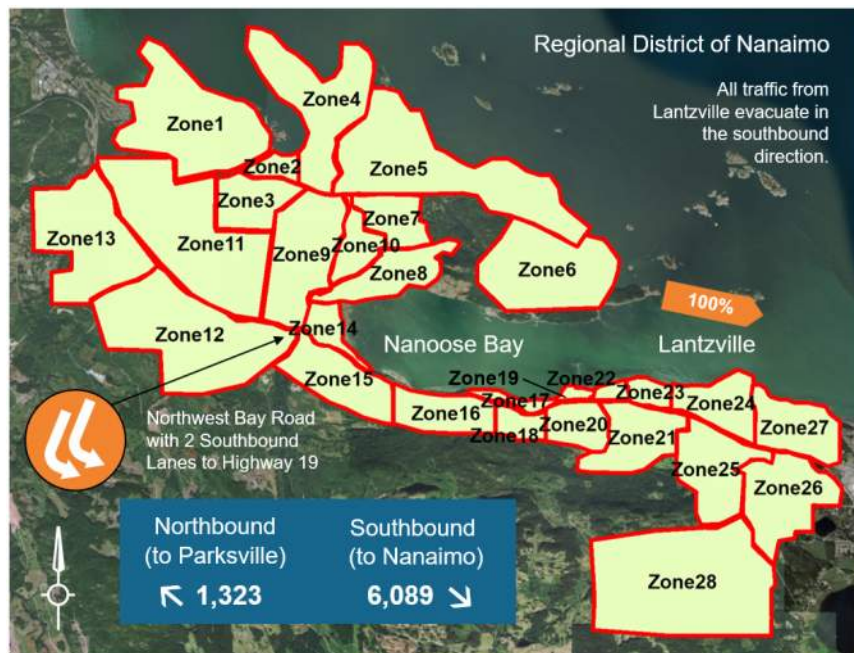 Regional District of Nanaimo
All traffic from
Lantzville evacuate in
the southbound
direction.
Zone1
Zone4
Zone2
Zone5
Zone3
Zone7
Zone13
Zone11
Zone9
Zone10
Zone8
Zone6
100%
Zone12
Zone14
Nanoose Bay
Lantzville
Zone15
Zone19
Zone22
Zone23
Zone16
Zone17
Zone24
Zone18
Zone20
Zone21
Zone27
Zone25
Zone26
Zone28
Northwest Bay Road
with 2 Southbound
Lanes to Highway 19
Northbound
(to Parksville)
1,323
Southbound
(to Nanaimo)
6,089